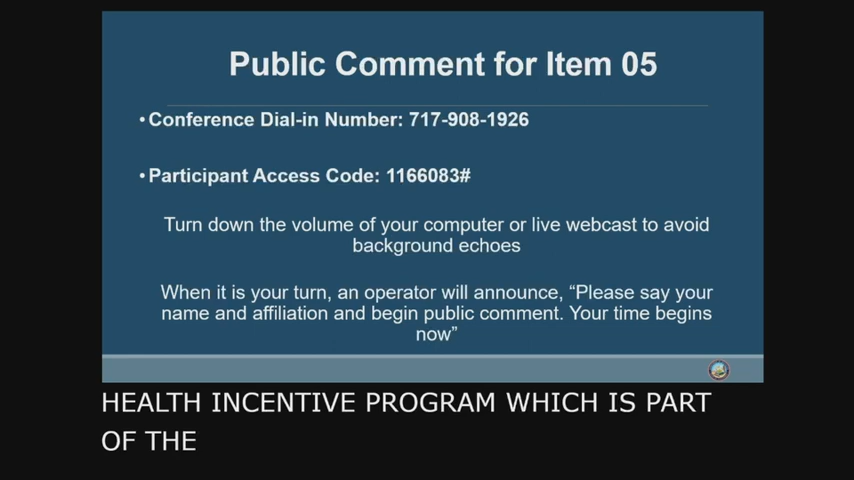 Public Comment for Item 05
•Conference Dial-in Number: 717-908-1926
•Participant Access Code: 1166083#
Turn down the volume of your computer or live webcast to avoid
background echoes
When it is your turn, an operator will announce, “Please say your
name and affiliation and begin public comment. Your time begins
now”
HEALTH INCENTIVE PROGRAM WHICH IS PART
OF THE